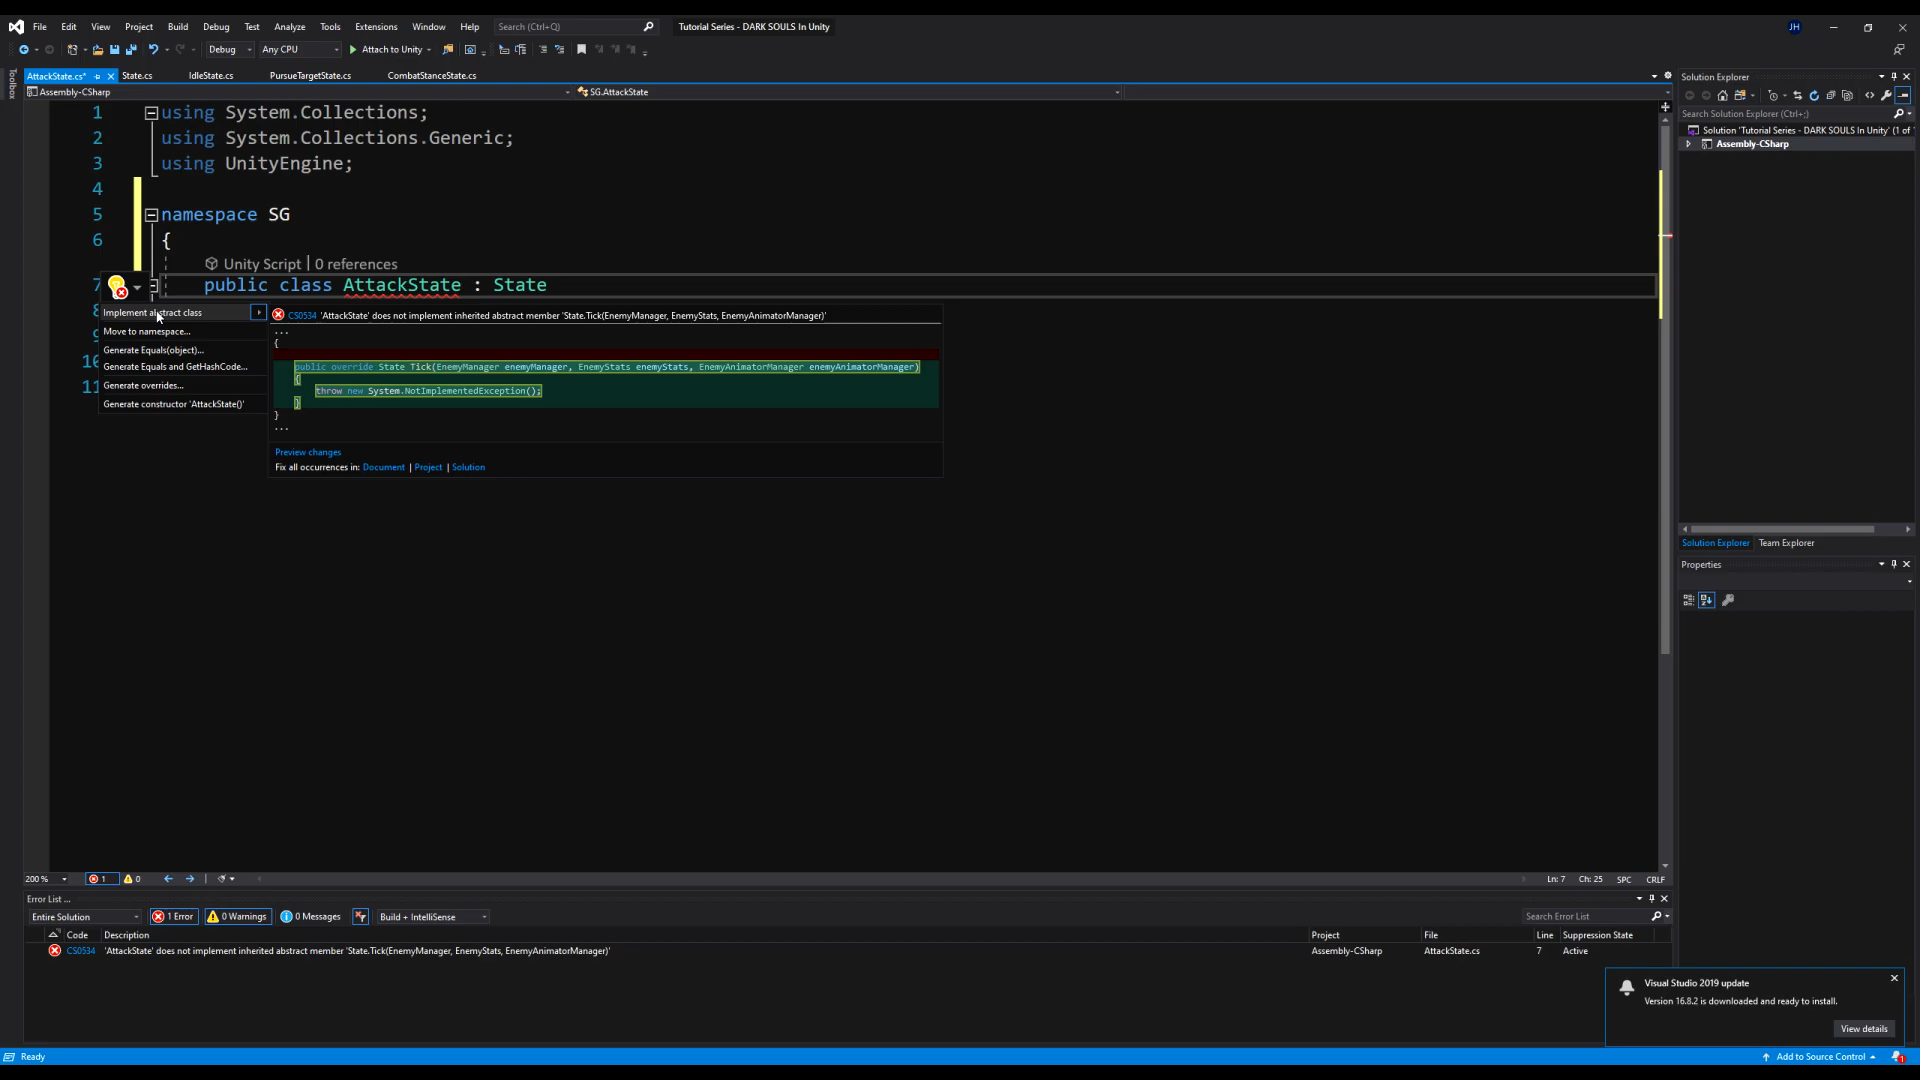 File Edit View Project Build Debug Test Analyze Tools Extensions Window Help Search (Ctrl+Q) Tutorial Series - DARK SOULS In Unity JH
Debug Any CPU Attach to Unity
Toolbox
AttackState.cs* State.cs IdleState.cs PursueTargetState.cs CombatStanceState.cs
Assembly-CSharp SG.AttackState
1 using System.Collections;
2 using System.Collections.Generic;
3 using UnityEngine;
4
5 namespace SG
6 {
Unity Script | 0 references
7 public class AttackState : State
Implement abstract class
Move to namespace...
Generate Equals(object)...
Generate Equals and GetHashCode...
Generate overrides...
Generate constructor 'AttackState()'
11
CS0534 'AttackState' does not implement inherited abstract member 'State.Tick(EnemyManager, EnemyStats, EnemyAnimatorManager)'
...
{
public override State Tick(EnemyManager enemyManager, EnemyStats enemyStats, EnemyAnimatorManager enemyAnimatorManager)
{
throw new System.NotImplementedException();
}
}
...
Preview changes
Fix all occurrences in: Document | Project | Solution
Solution Explorer
Search Solution Explorer (Ctrl+;)
Solution 'Tutorial Series - DARK SOULS In Unity' (1 of
Assembly-CSharp
Solution Explorer Team Explorer
Properties
200 % 1 0 Ln: 7 Ch: 25 SPC CRLF
Error List ...
Entire Solution 1 Error 0 Warnings 0 Messages Build + IntelliSense Search Error List
Code Description Project File Line Suppression State
CS0534 'AttackState' does not implement inherited abstract member 'State.Tick(EnemyManager, EnemyStats, EnemyAnimatorManager)' Assembly-CSharp AttackState.cs 7 Active
Visual Studio 2019 update
Version 16.8.2 is downloaded and ready to install.
View details
Ready Add to Source Control 1